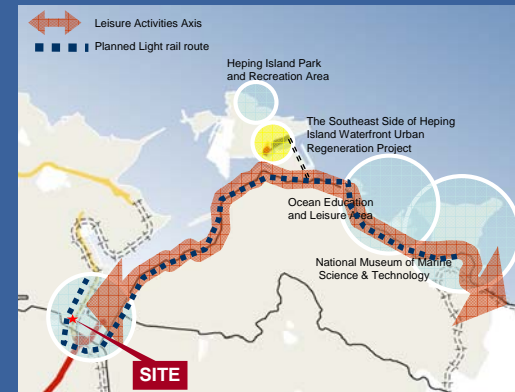 Leisure Activities Axis
Planned Light rail route
Heping Island Park
and Recreation Area
The Southeast Side of Heping
Island Waterfront Urban
Regeneration Project
Ocean Education
and Leisure Area
National Museum of Marine
Science & Technology
SITE